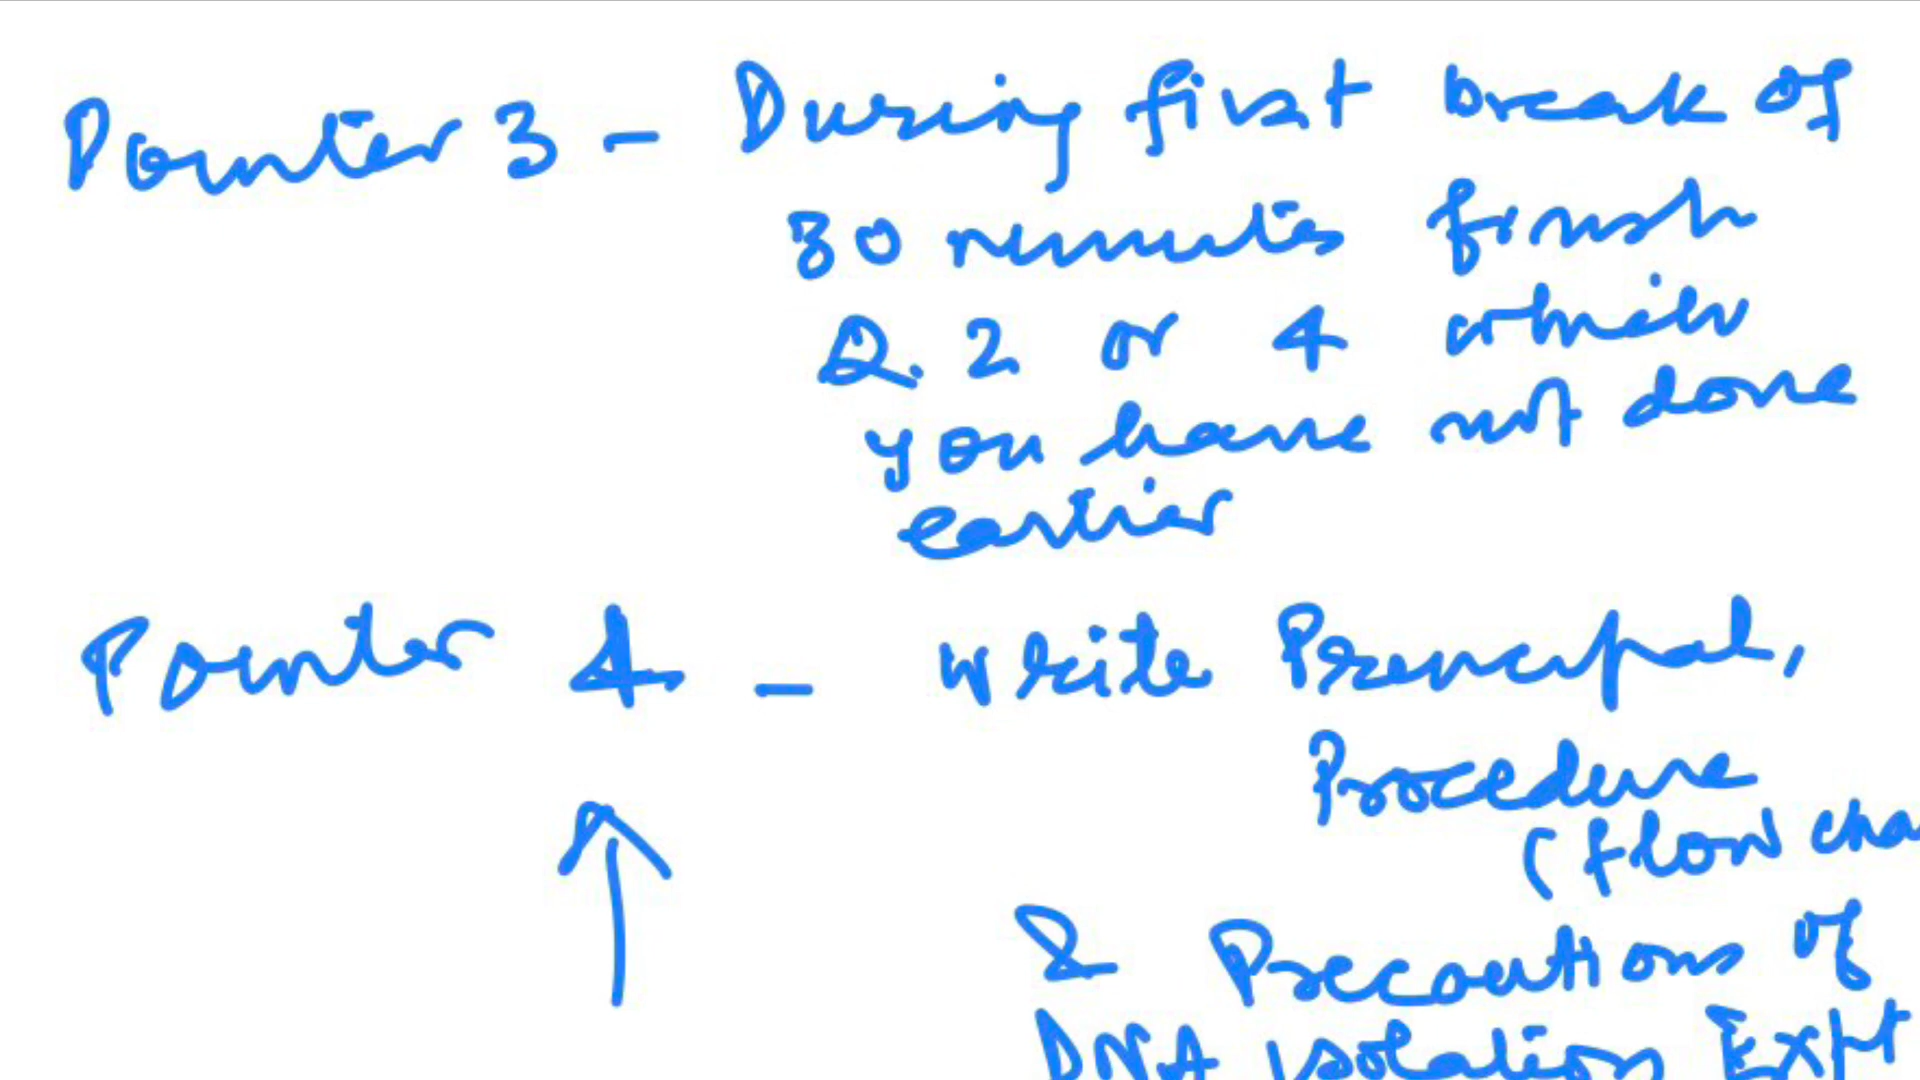 Pointer 3 - During first break of
30 minutes finish
Q. 2 or 4 which
you have not done
earlier
Pointer 4 - write Principal,
Procedure
(flow cha
& Precautions of
DNA isolation Expt